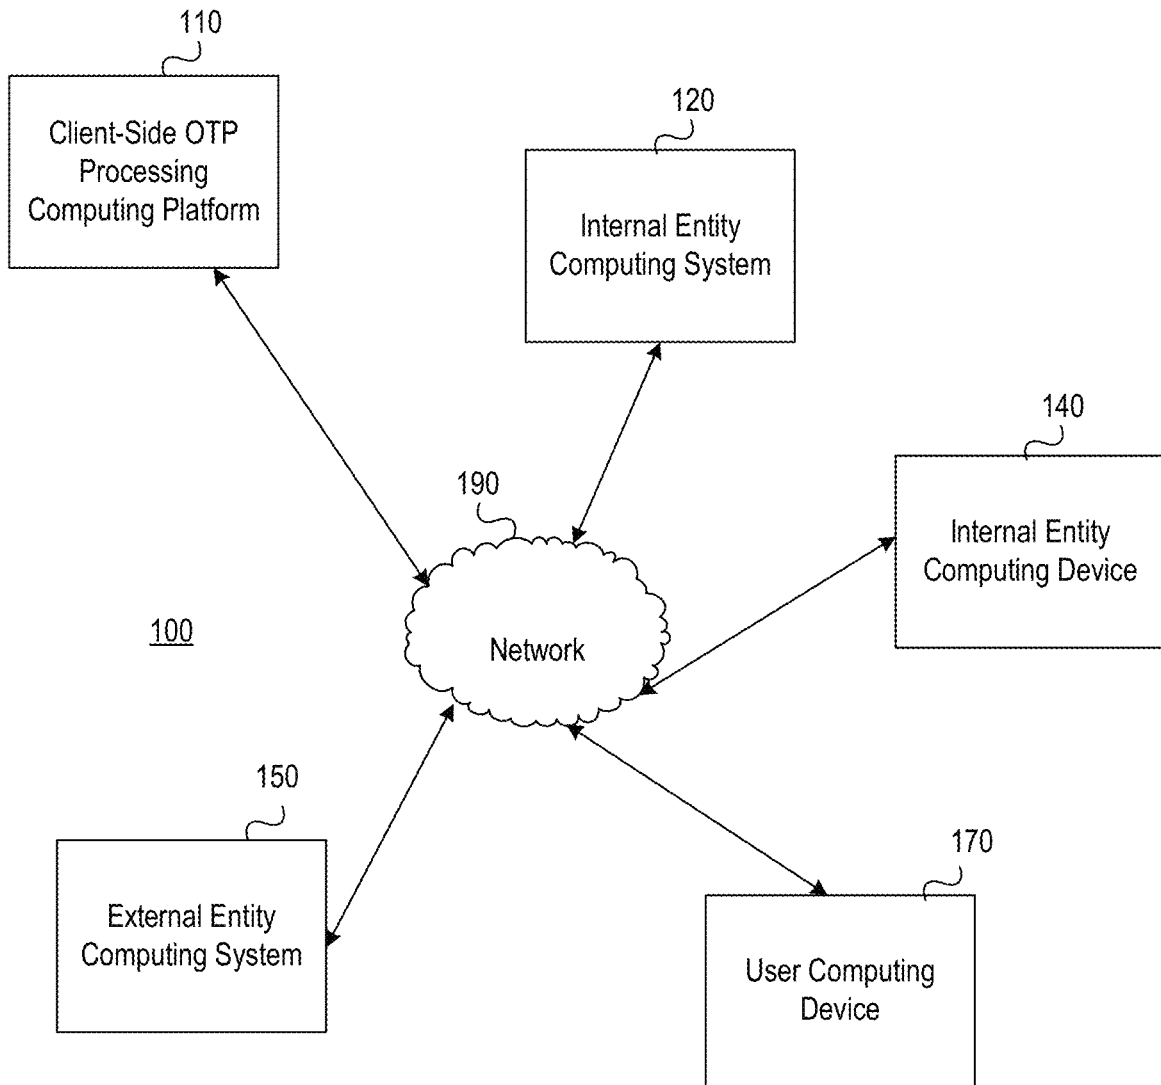 110
Client-Side OTP
Processing
Computing Platform
120
Internal Entity
Computing System
140
Internal Entity
Computing Device
190
Network
100
150
External Entity
Computing System
170
User Computing
Device